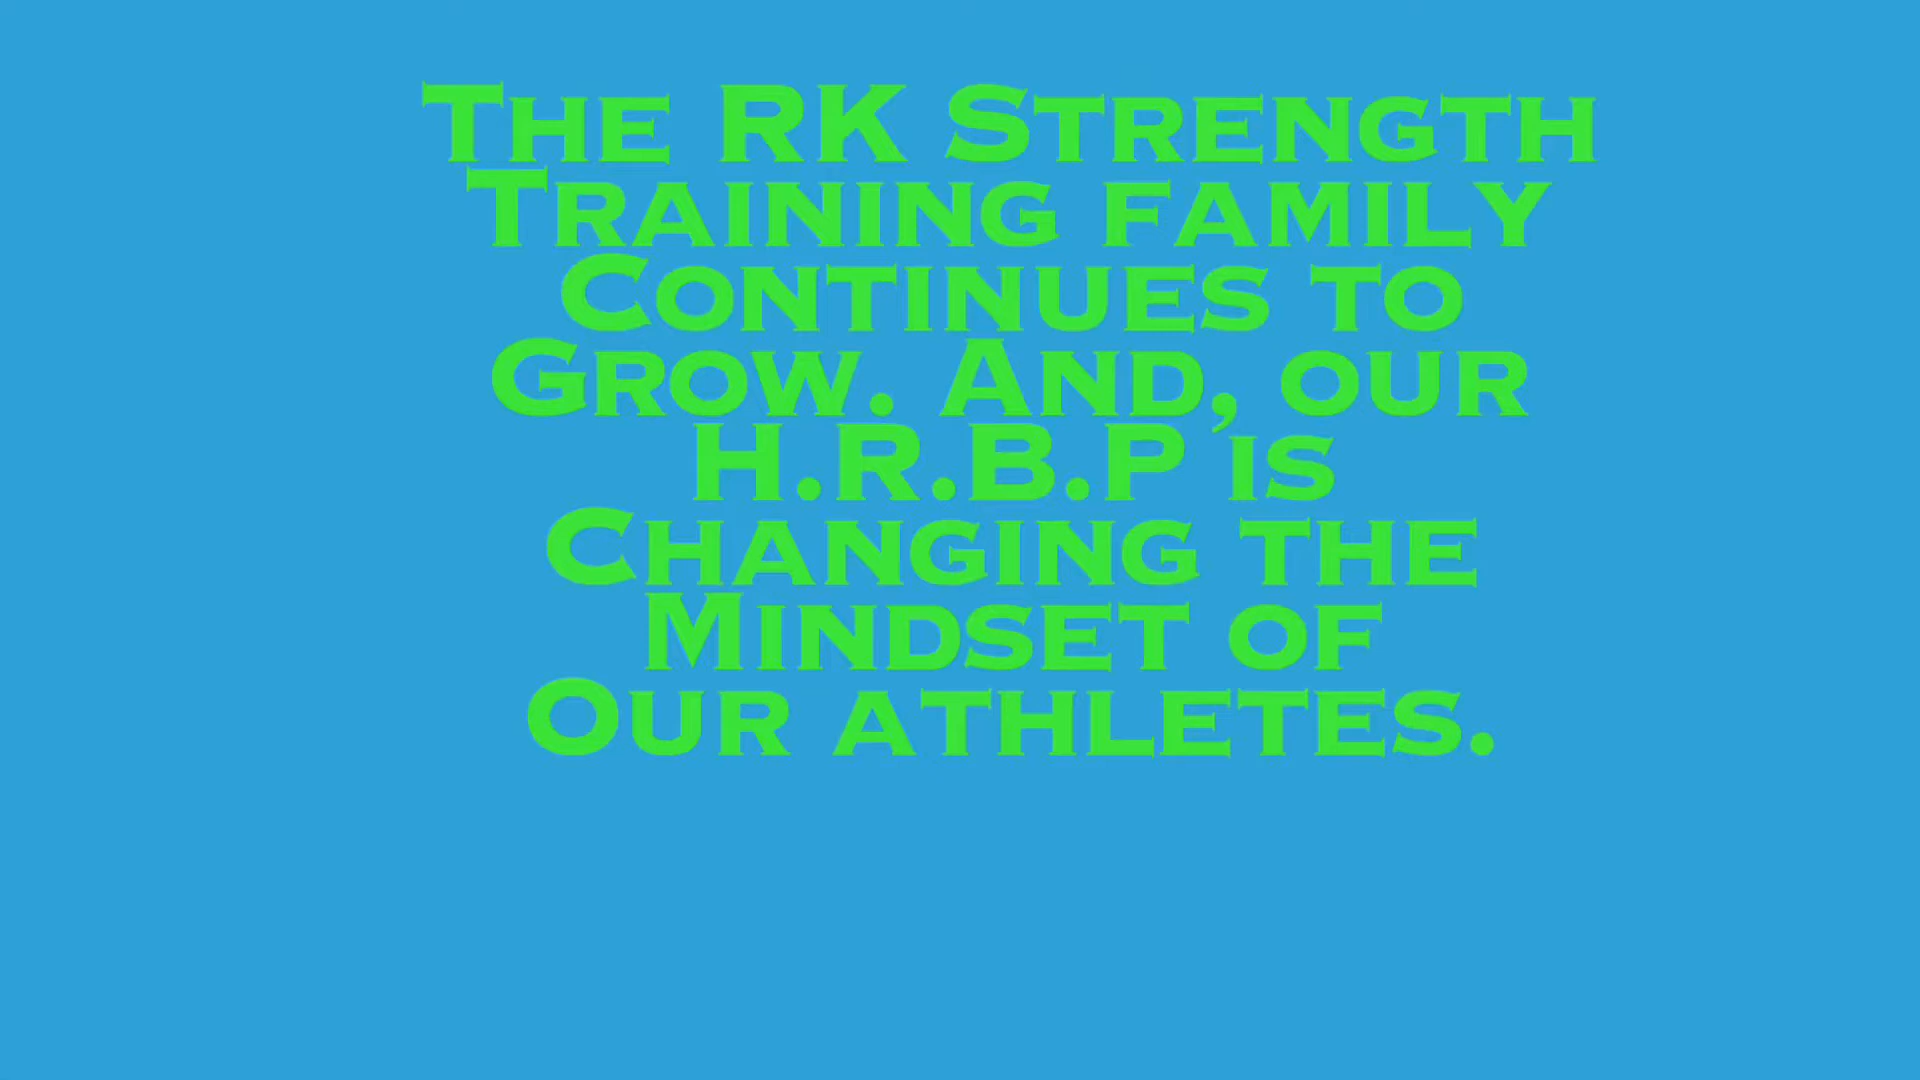 The RK Strength
Training family
Continues to
Grow. And, our
H.R.B.P is
Changing the
Mindset of
Our athletes.